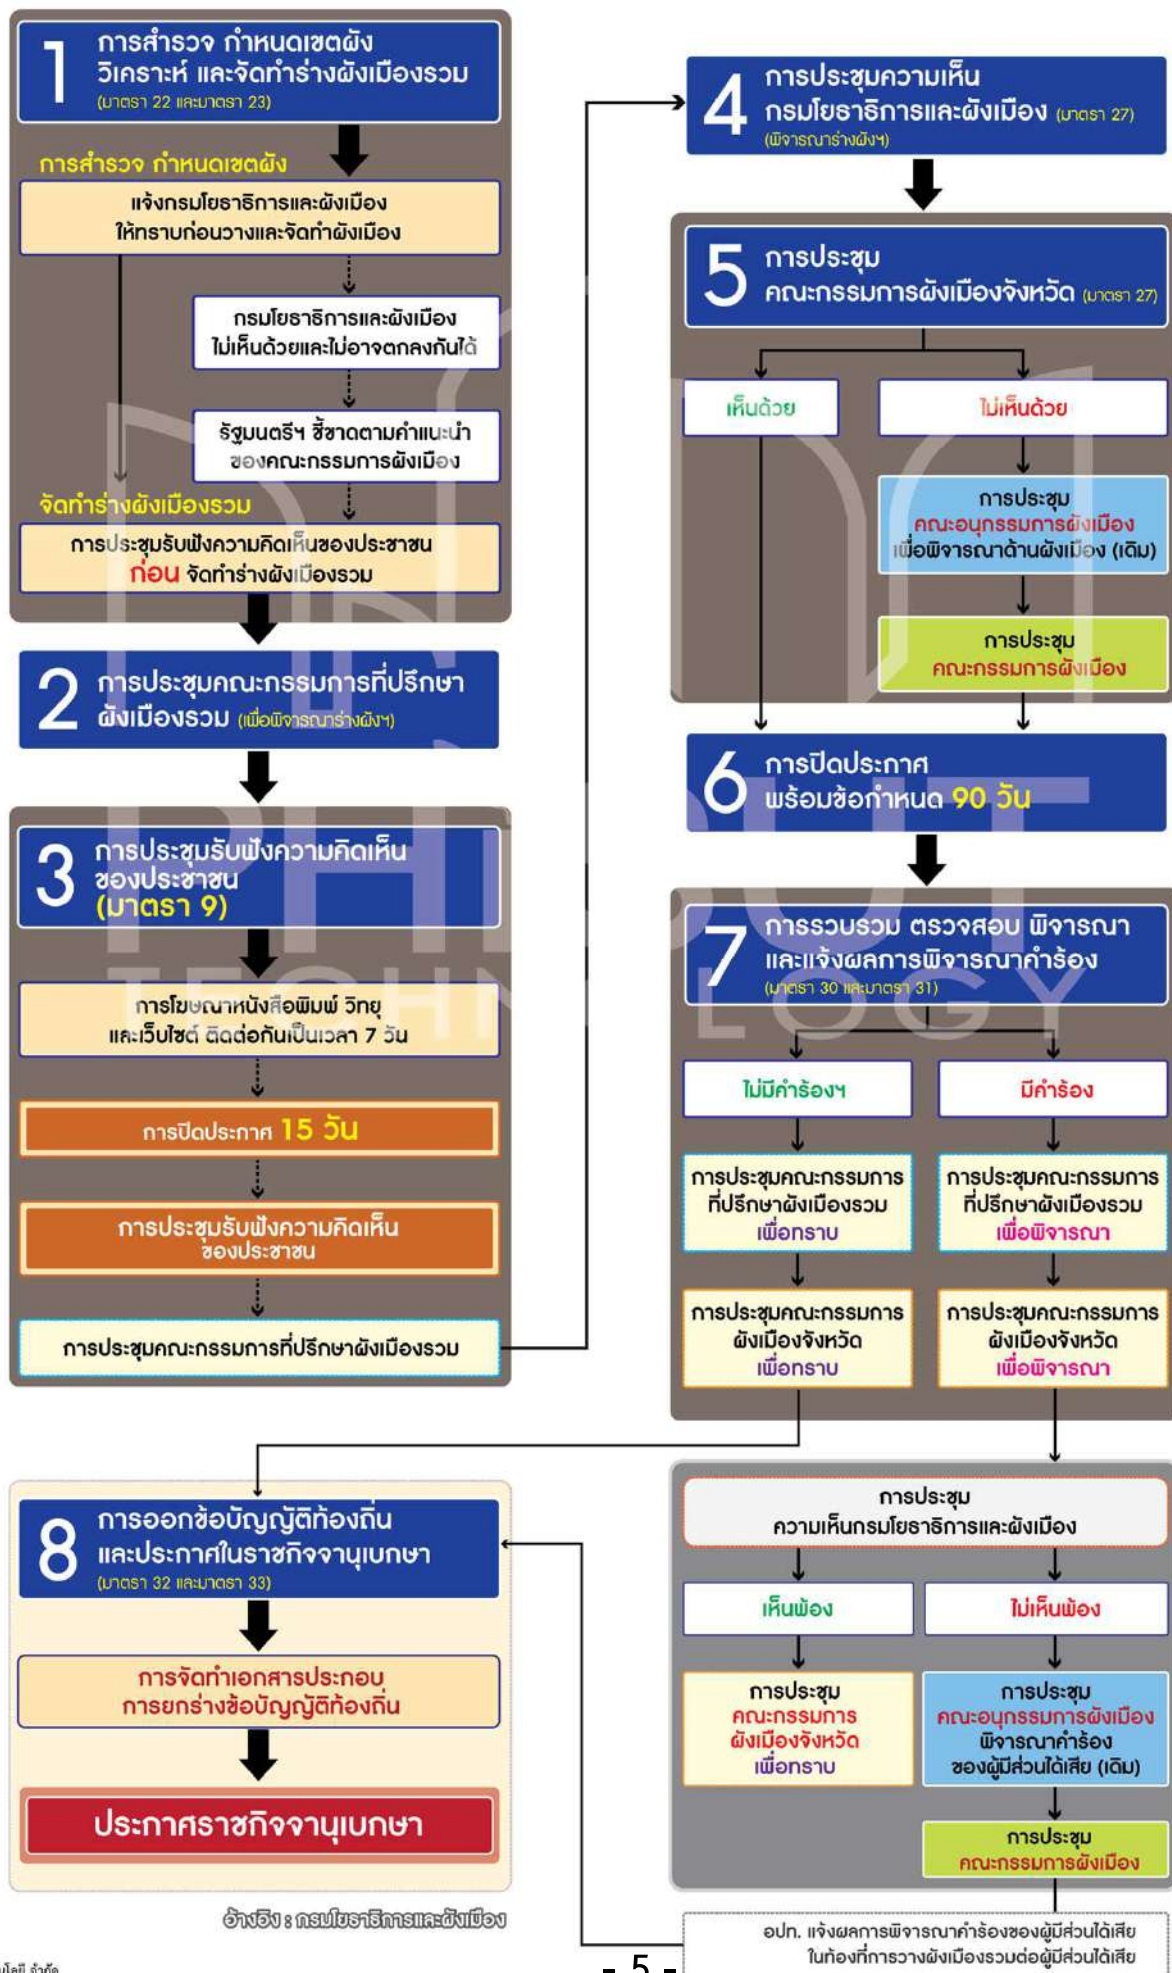 1
การสำรวจ กำหนดเขตผัง
วิเคราะห์ และจัดทำร่างผังเมืองรวม
(มาตรา 22 และมาตรา 23)
การสำรวจ กำหนดเขตผัง
แจ้งกรมโยธาธิการและผังเมือง
ให้ทราบก่อนวางและจัดทำผังเมือง
กรมโยธาธิการและผังเมือง
ไม่เห็นด้วยและไม่อาจตกลงกันได้
รัฐมนตรีฯ ชี้ขาดตามคำแนะนำ
ของคณะกรรมการผังเมือง
จัดทำร่างผังเมืองรวม
การประชุมรับฟังความคิดเห็นของประชาชน
ก่อน จัดทำร่างผังเมืองรวม
2
การประชุมคณะกรรมการที่ปรึกษา
ผังเมืองรวม (เพื่อพิจารณาร่างผังฯ)
3
การประชุมรับฟังความคิดเห็น
ของประชาชน
(มาตรา 9)
การโฆษณาหนังสือพิมพ์ วิทยุ
และเว็บไซต์ ติดต่อกันเป็นเวลา 7 วัน
การปิดประกาศ 15 วัน
การประชุมรับฟังความคิดเห็น
ของประชาชน
การประชุมคณะกรรมการที่ปรึกษาผังเมืองรวม
4
การประชุมความเห็น
กรมโยธาธิการและผังเมือง (มาตรา 27)
(พิจารณาร่างผังฯ)
5
การประชุม
คณะกรรมการผังเมืองจังหวัด (มาตรา 27)
เห็นด้วย
ไม่เห็นด้วย
การประชุม
คณะอนุกรรมการผังเมือง
เพื่อพิจารณาด้านผังเมือง (เดิม)
การประชุม
คณะกรรมการผังเมือง
6
การปิดประกาศ
พร้อมข้อกำหนด 90 วัน
7
การรวบรวม ตรวจสอบ พิจารณา
และแจ้งผลการพิจารณาคำร้อง
(มาตรา 30 และมาตรา 31)
ไม่มีคำร้องฯ
การประชุมคณะกรรมการ
ที่ปรึกษาผังเมืองรวม
เพื่อทราบ
การประชุมคณะกรรมการ
ผังเมืองจังหวัด
เพื่อทราบ
มีคำร้อง
การประชุมคณะกรรมการ
ที่ปรึกษาผังเมืองรวม
เพื่อพิจารณา
การประชุมคณะกรรมการ
ผังเมืองจังหวัด
เพื่อพิจารณา
การประชุม
ความเห็นกรมโยธาธิการและผังเมือง
เห็นพ้อง
การประชุม
คณะกรรมการ
ผังเมืองจังหวัด
เพื่อทราบ
ไม่เห็นพ้อง
การประชุม
คณะอนุกรรมการผังเมือง
พิจารณาคำร้อง
ของผู้มีส่วนได้เสีย (เดิม)
การประชุม
คณะกรรมการผังเมือง
อปท. แจ้งผลการพิจารณาคำร้องของผู้มีส่วนได้เสีย
ในท้องที่การวางผังเมืองรวมต่อผู้มีส่วนได้เสีย
8
การออกข้อบัญญัติท้องถิ่น
และประกาศในราชกิจจานุเบกษา
(มาตรา 32 และมาตรา 33)
การจัดทำเอกสารประกอบ
การยกร่างข้อบัญญัติท้องถิ่น
ประกาศราชกิจจานุเบกษา
อ้างอิง : กรมโยธาธิการและผังเมือง
- 5 -
TECHNOLOGY